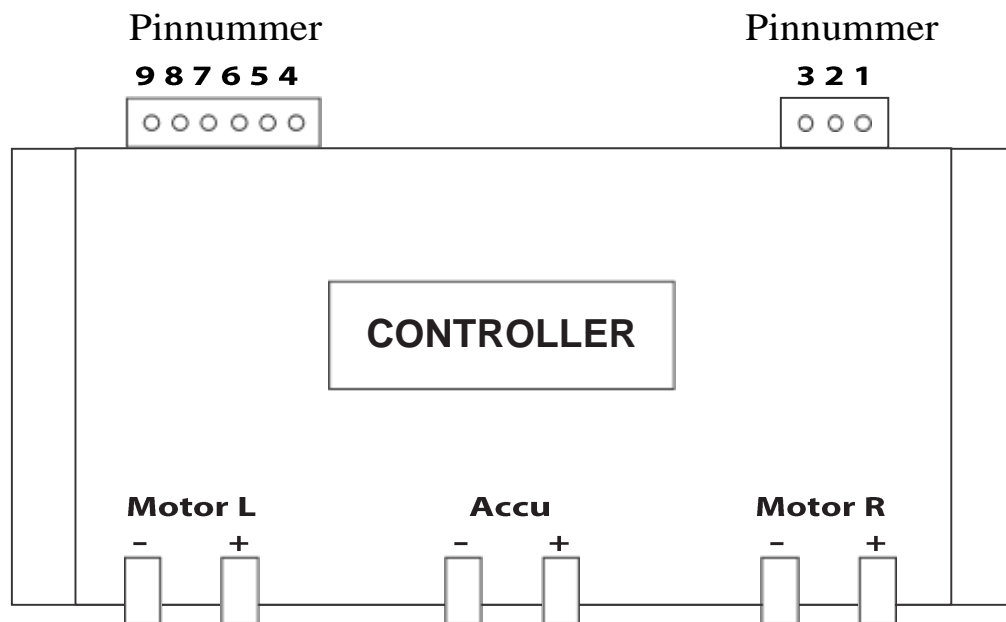 Pinnummer Pinnummer
9 8 7 6 5 4 3 2 1
CONTROLLER
Motor L Accu Motor R
- + - + - +